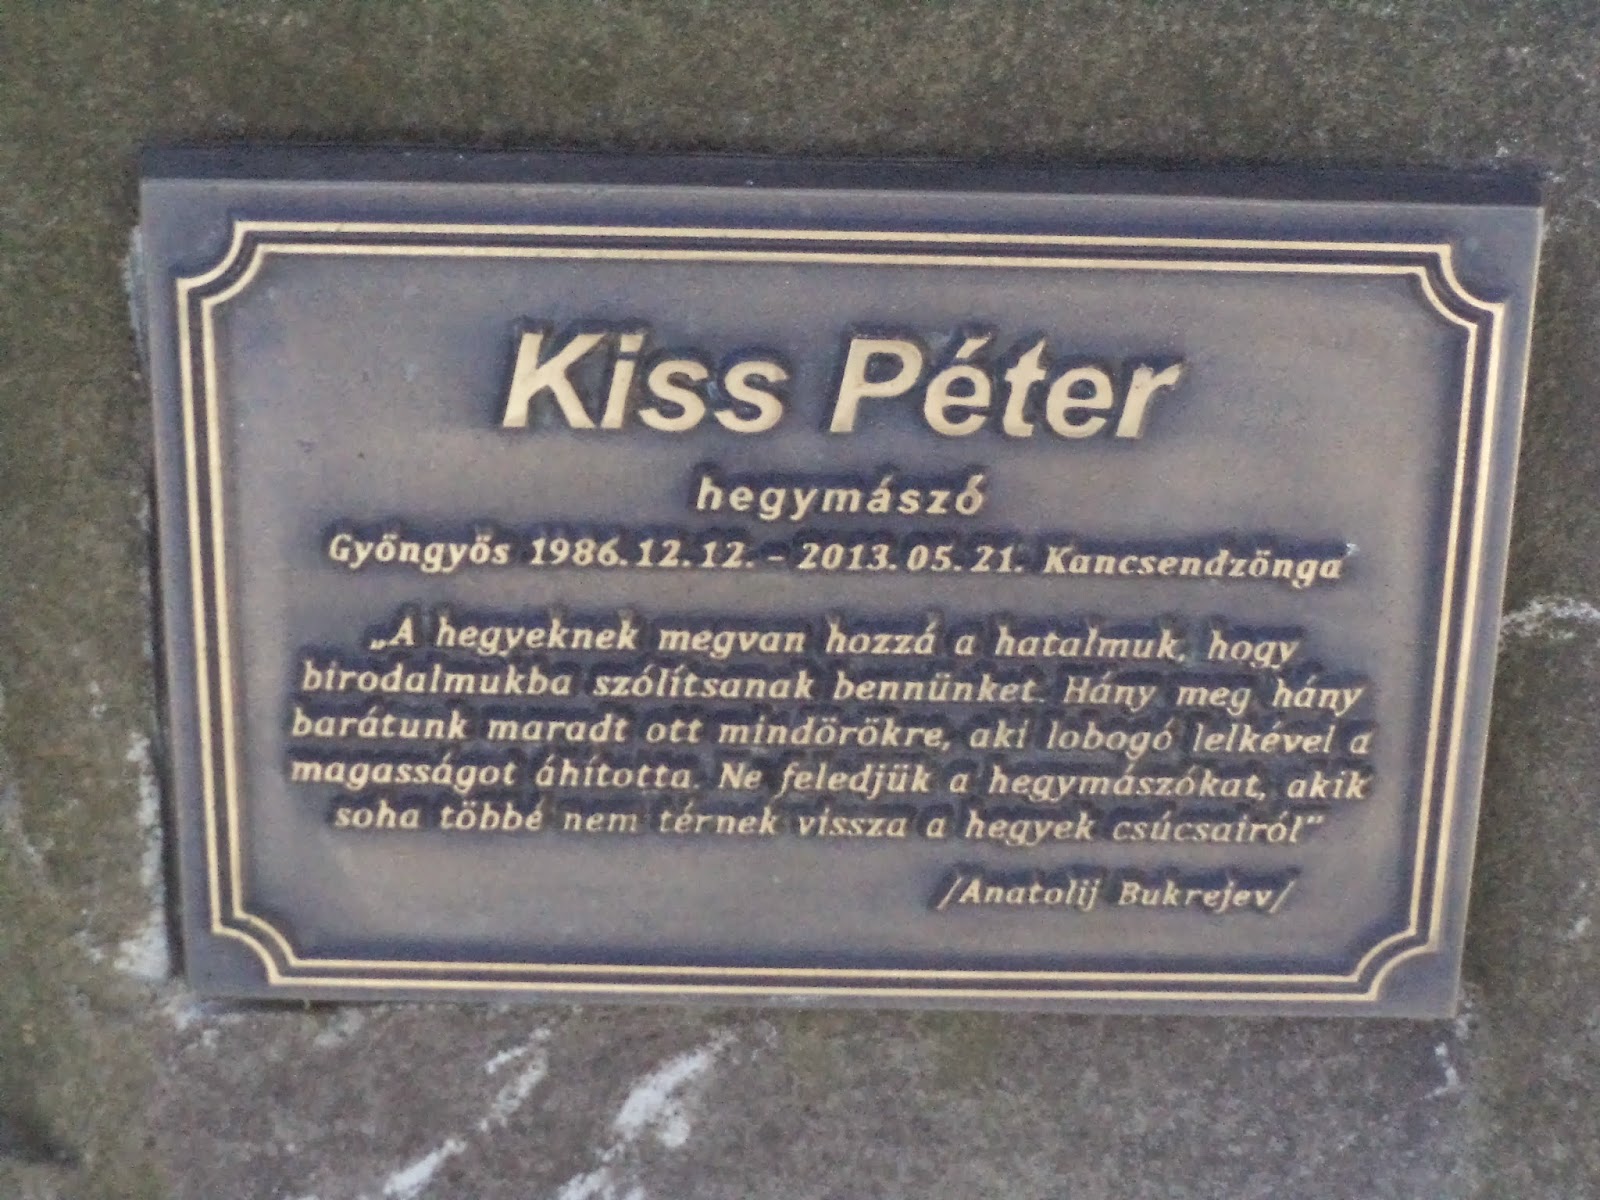 Kiss Péter
hegymászó
Gyöngyös 1986.12.12. - 2013.05.21. Kancsendzönga
„A hegyeknek megvan hozzá a hatalmuk, hogy
birodalmukba szólítsanak bennünket. Hány meg hány
barátunk maradt ott mindörökre, aki lobogó lelkével a
magasságot áhította. Ne feledjük a hegymászókat, akik
soha többé nem térnek vissza a hegyek csúcsairól"
/Anatolij Bukrejev/